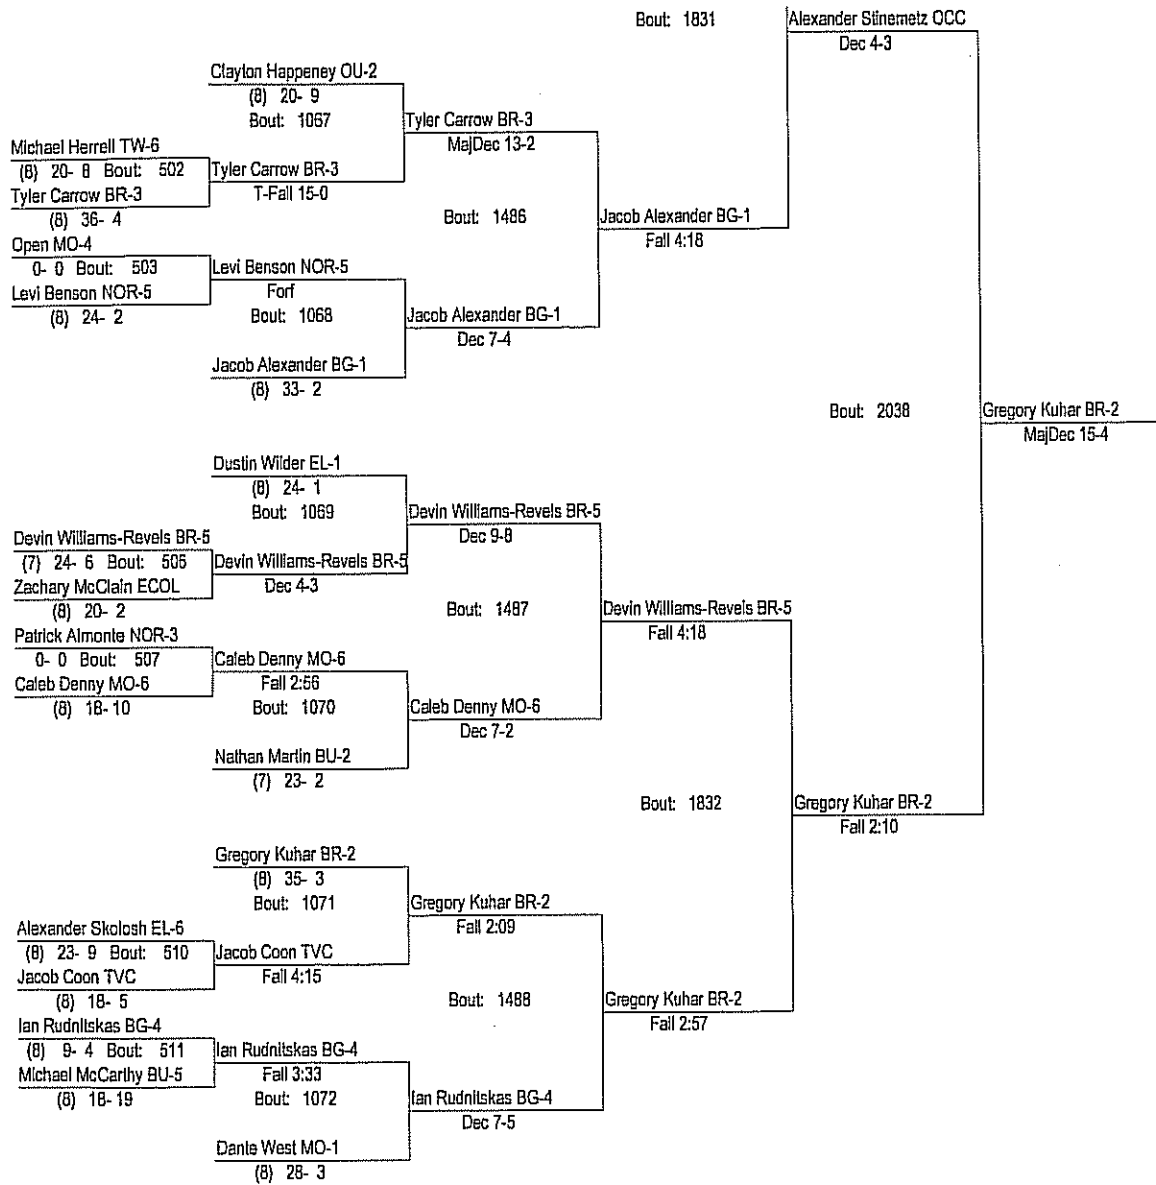 Bout: 1831
Alexander Stinemetz OCC
Dec 4-3
Clayton Happeney OU-2
(8) 20- 9
Bout: 1067
Tyler Carrow BR-3
MajDec 13-2
Michael Herrell TW-6
(8) 20- 8 Bout: 502
Tyler Carrow BR-3
T-Fall 15-0
Tyler Carrow BR-3
(8) 36- 4
Bout: 1486
Jacob Alexander BG-1
Fall 4:18
Open MO-4
0- 0 Bout: 503
Levi Benson NOR-5
Forf
Levi Benson NOR-5
(8) 24- 2
Bout: 1068
Jacob Alexander BG-1
Dec 7-4
Jacob Alexander BG-1
(8) 33- 2
Bout: 2038
Gregory Kuhar BR-2
MajDec 15-4
Dustin Wilder EL-1
(8) 24- 1
Bout: 1069
Devin Williams-Revels BR-5
Dec 9-8
Devin Williams-Revels BR-5
(7) 24- 6 Bout: 506
Devin Williams-Revels BR-5
Dec 4-3
Zachary McClain ECOL
(8) 20- 2
Bout: 1487
Devin Williams-Revels BR-5
Fall 4:18
Patrick Almonte NOR-3
0- 0 Bout: 507
Caleb Denny MO-6
Fall 2:56
Caleb Denny MO-6
(8) 18- 10
Bout: 1070
Caleb Denny MO-6
Dec 7-2
Nathan Martin BU-2
(7) 23- 2
Bout: 1832
Gregory Kuhar BR-2
Fall 2:10
Gregory Kuhar BR-2
(8) 35- 3
Bout: 1071
Gregory Kuhar BR-2
Fall 2:09
Alexander Skolosh EL-6
(8) 23- 9 Bout: 510
Jacob Coon TVC
Fall 4:15
Jacob Coon TVC
(8) 18- 5
Bout: 1488
Gregory Kuhar BR-2
Fall 2:57
Ian Rudnitskas BG-4
(8) 9- 4 Bout: 511
Ian Rudnitskas BG-4
Fall 3:33
Michael McCarthy BU-5
(8) 18- 19
Bout: 1072
Ian Rudnitskas BG-4
Dec 7-5
Dante West MO-1
(8) 28- 3